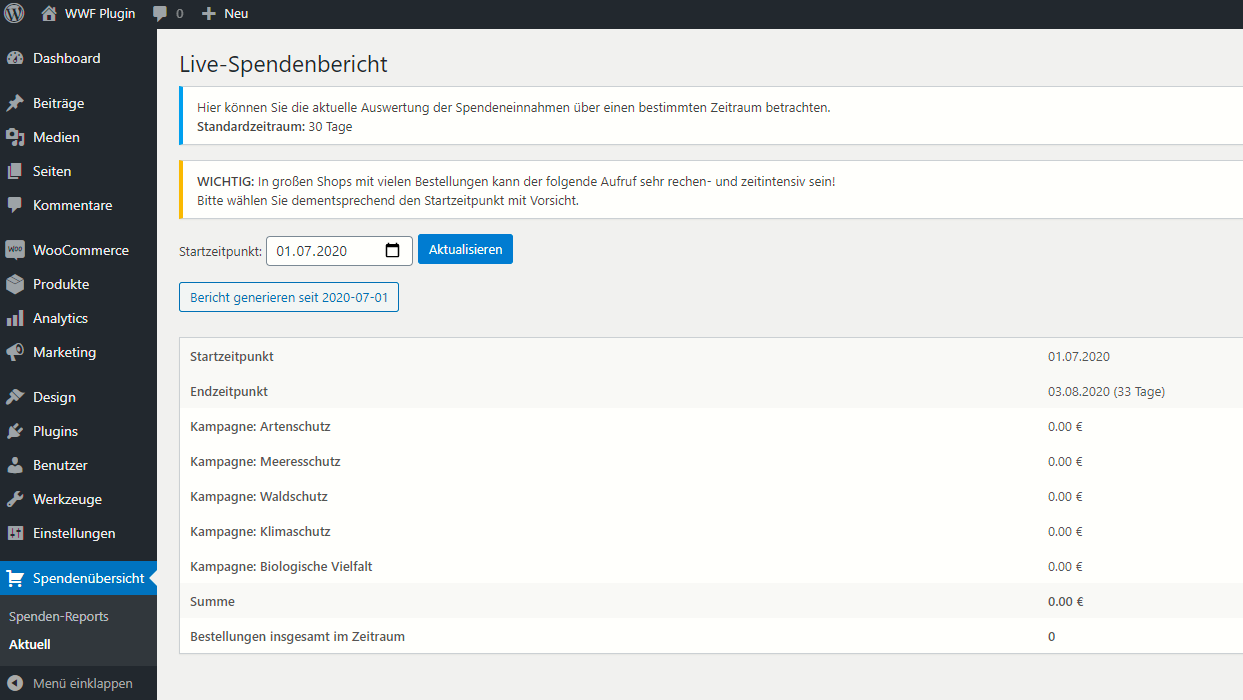 WWF Plugin 0 Neu
Dashboard
Beiträge
Medien
Seiten
Kommentare
WOO WooCommerce
Produkte
Analytics
Marketing
Design
Plugins
Benutzer
Werkzeuge
Einstellungen
Spendenübersicht
Spenden-Reports
Aktuell
Menü einklappen
Live-Spendenbericht
Hier können Sie die aktuelle Auswertung der Spendeneinnahmen über einen bestimmten Zeitraum betrachten.
Standardzeitraum: 30 Tage
WICHTIG: In großen Shops mit vielen Bestellungen kann der folgende Aufruf sehr rechen- und zeitintensiv sein!
Bitte wählen Sie dementsprechend den Startzeitpunkt mit Vorsicht.
Startzeitpunkt: 01.07.2020 Aktualisieren
Bericht generieren seit 2020-07-01
Startzeitpunkt 01.07.2020
Endzeitpunkt 03.08.2020 (33 Tage)
Kampagne: Artenschutz 0.00 €
Kampagne: Meeresschutz 0.00 €
Kampagne: Waldschutz 0.00 €
Kampagne: Klimaschutz 0.00 €
Kampagne: Biologische Vielfalt 0.00 €
Summe 0.00 €
Bestellungen insgesamt im Zeitraum 0